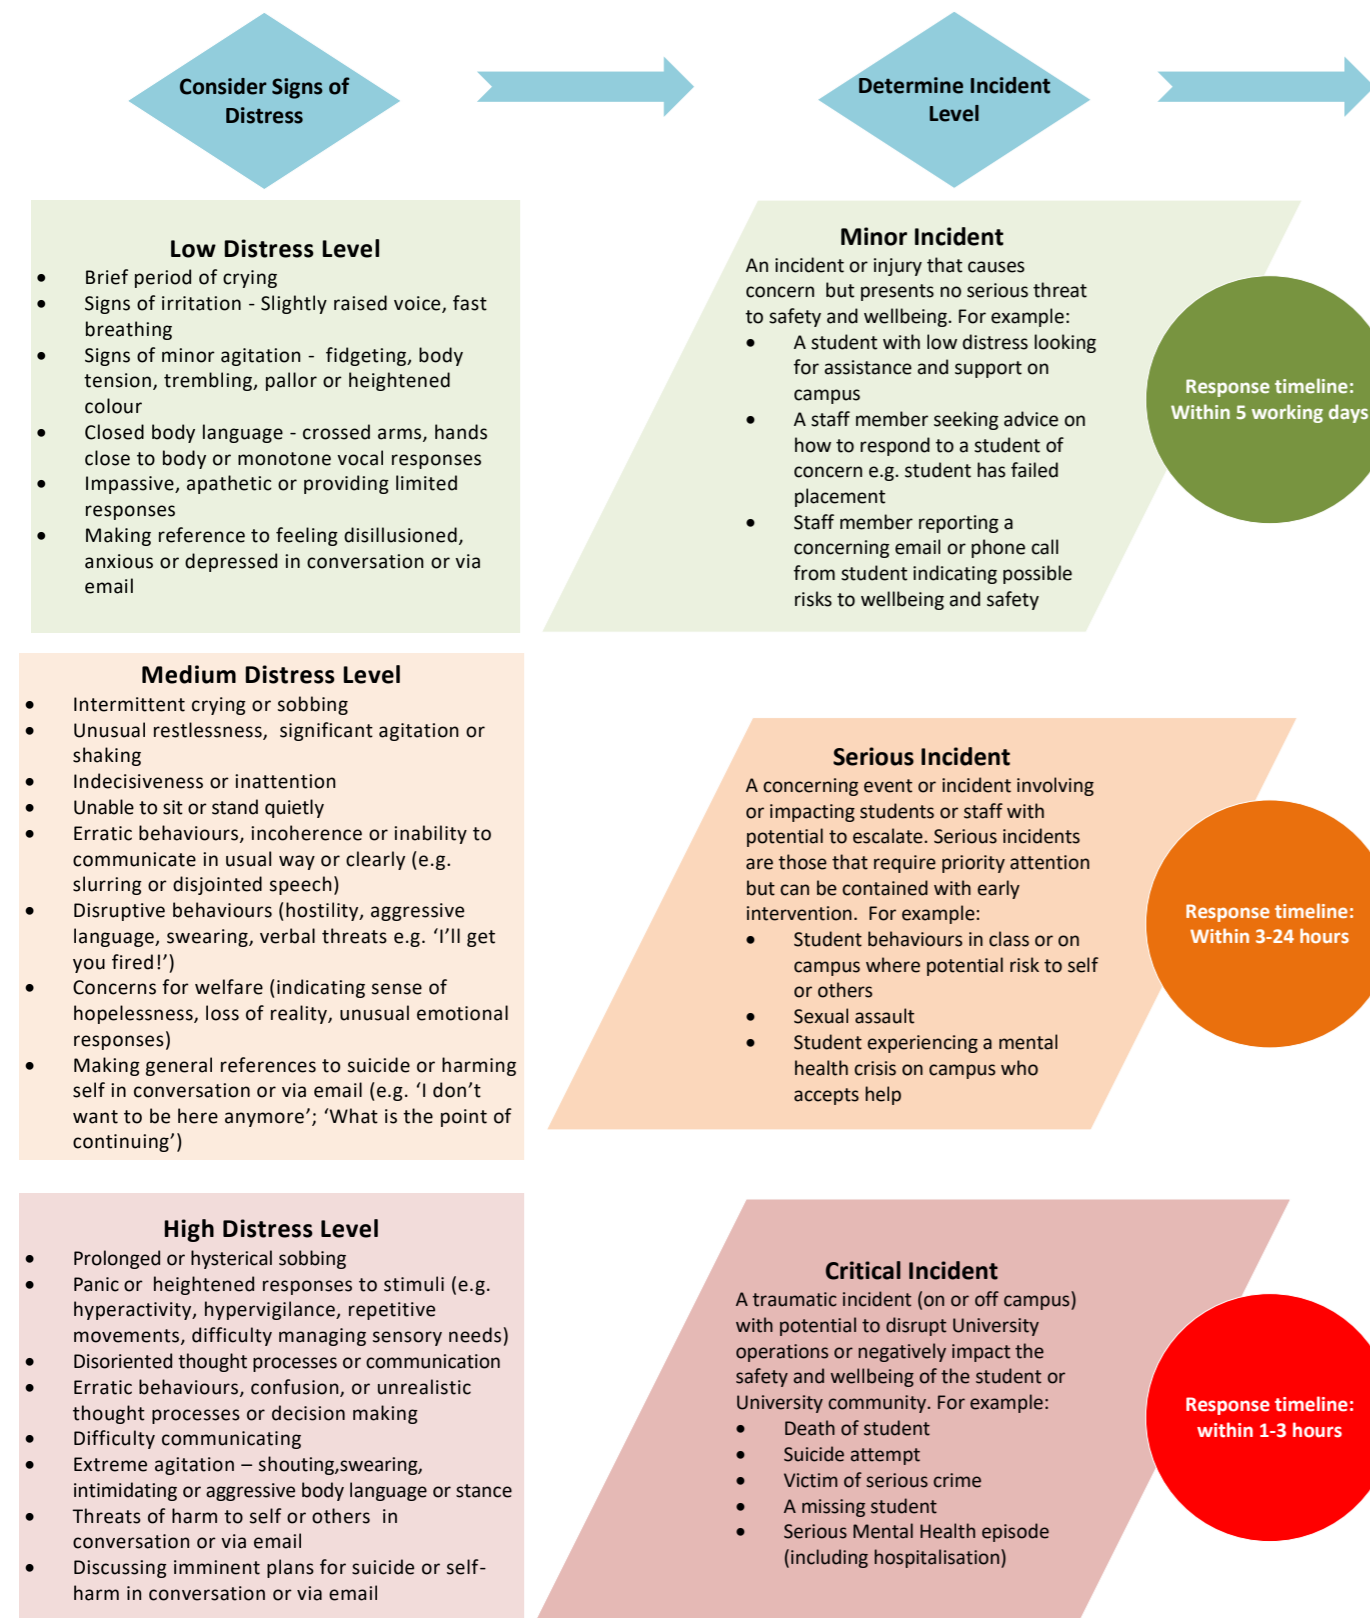 Consider Signs of
Distress
Determine Incident
Level
Low Distress Level
• Brief period of crying
• Signs of irritation - Slightly raised voice, fast
breathing
• Signs of minor agitation - fidgeting, body
tension, trembling, pallor or heightened
colour
• Closed body language - crossed arms, hands
close to body or monotone vocal responses
• Impassive, apathetic or providing limited
responses
• Making reference to feeling disillusioned,
anxious or depressed in conversation or via
email
Minor Incident
An incident or injury that causes
concern but presents no serious threat
to safety and wellbeing. For example:
• A student with low distress looking
for assistance and support on
campus
• A staff member seeking advice on
how to respond to a student of
concern e.g. student has failed
placement
• Staff member reporting a
concerning email or phone call
from student indicating possible
risks to wellbeing and safety
Response timeline:
Within 5 working days
Medium Distress Level
• Intermittent crying or sobbing
• Unusual restlessness, significant agitation or
shaking
• Indecisiveness or inattention
• Unable to sit or stand quietly
• Erratic behaviours, incoherence or inability to
communicate in usual way or clearly (e.g.
slurring or disjointed speech)
• Disruptive behaviours (hostility, aggressive
language, swearing, verbal threats e.g. ‘I’ll get
you fired!’)
• Concerns for welfare (indicating sense of
hopelessness, loss of reality, unusual emotional
responses)
• Making general references to suicide or harming
self in conversation or via email (e.g. ‘I don’t
want to be here anymore’; ‘What is the point of
continuing’)
Serious Incident
A concerning event or incident involving
or impacting students or staff with
potential to escalate. Serious incidents
are those that require priority attention
but can be contained with early
intervention. For example:
• Student behaviours in class or on
campus where potential risk to self
or others
• Sexual assault
• Student experiencing a mental
health crisis on campus who
accepts help
Response timeline:
Within 3-24 hours
High Distress Level
• Prolonged or hysterical sobbing
• Panic or heightened responses to stimuli (e.g.
hyperactivity, hypervigilance, repetitive
movements, difficulty managing sensory needs)
• Disoriented thought processes or communication
• Erratic behaviours, confusion, or unrealistic
thought processes or decision making
• Difficulty communicating
• Extreme agitation – shouting,swearing,
intimidating or aggressive body language or stance
• Threats of harm to self or others in
conversation or via email
• Discussing imminent plans for suicide or self-
harm in conversation or via email
Critical Incident
A traumatic incident (on or off campus)
with potential to disrupt University
operations or negatively impact the
safety and wellbeing of the student or
University community. For example:
• Death of student
• Suicide attempt
• Victim of serious crime
• A missing student
• Serious Mental Health episode
(including hospitalisation)
Response timeline:
within 1-3 hours